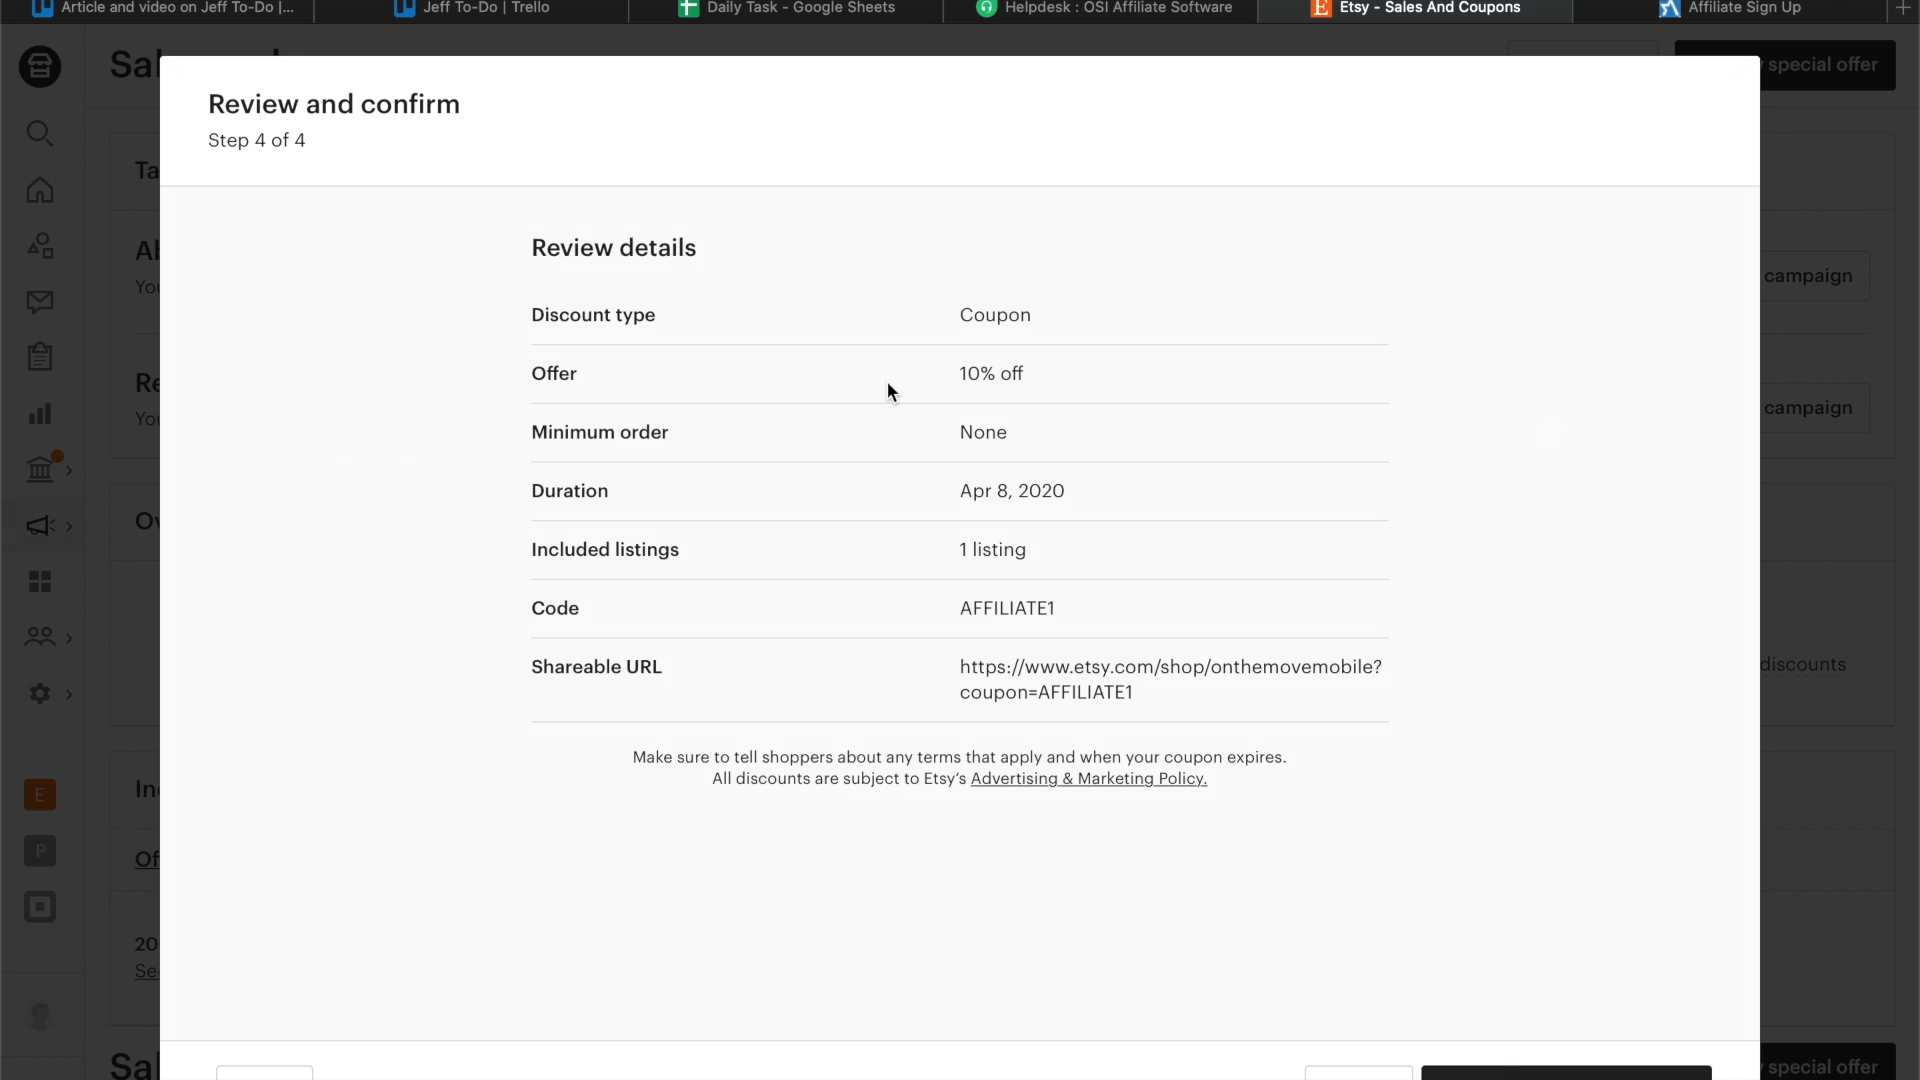 Article and video on Jeff To-Do |...
Jeff To-Do | Trello
Daily Task - Google Sheets
Helpdesk : OSI Affiliate Software
Etsy - Sales And Coupons
Affiliate Sign Up
special offer
Review and confirm
Step 4 of 4
Review details
Discount type
Coupon
Offer
10% off
Minimum order
None
Duration
Apr 8, 2020
Included listings
1 listing
Code
AFFILIATE1
Shareable URL
https://www.etsy.com/shop/onthemovemobile?
coupon=AFFILIATE1
Make sure to tell shoppers about any terms that apply and when your coupon expires.
All discounts are subject to Etsy's Advertising & Marketing Policy.
campaign
campaign
discounts
E
P
20
special offer